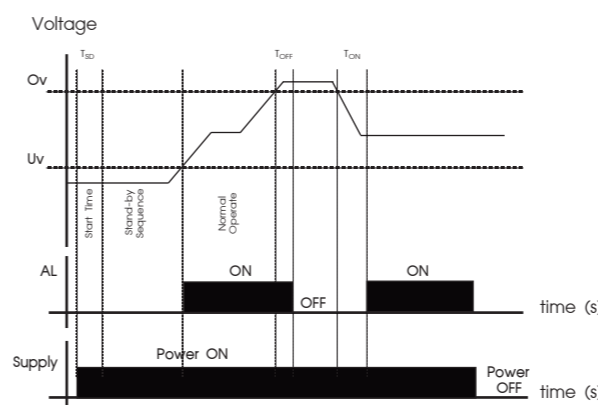 Voltage
TSD
TOFF
TON
Ov
Uv
Start Time
Stand-by
Sequence
Normal
Operate
AL
ON
OFF
ON
time (s
Supply
Power ON
Power
OFF
time (s